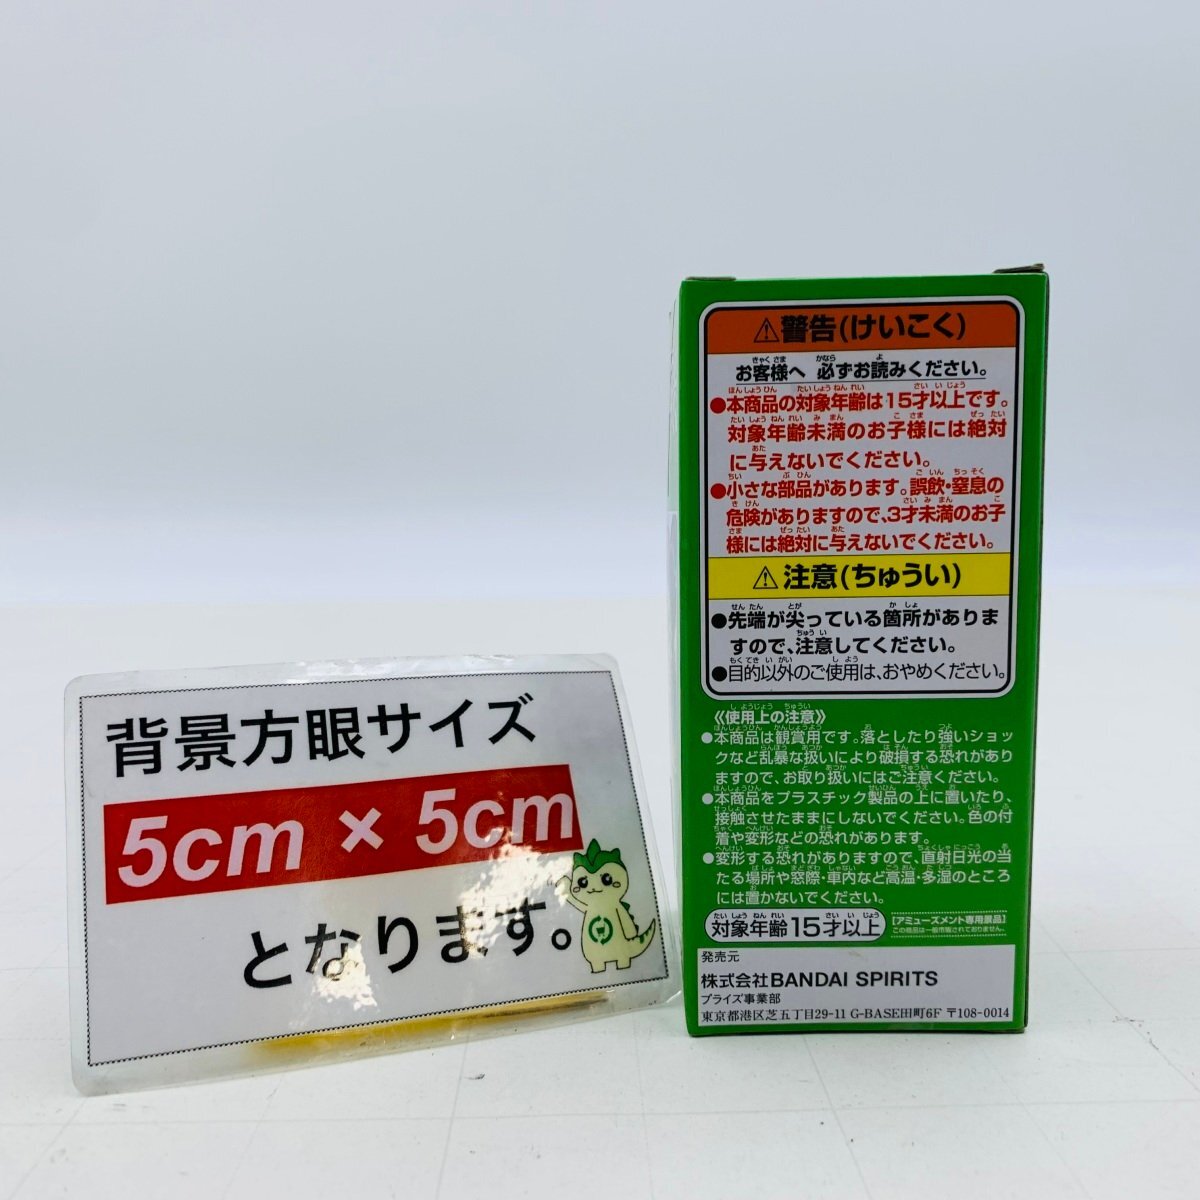 背景方眼サイズ
5cm × 5cm
となります。
⚠警告(けいこく)
お客様へ 必ずお読みください。
●本商品の対象年齢は15才以上です。
対象年齢未満のお子様には絶対
に与えないでください。
●小さな部品があります。誤飲・窒息の
危険がありますので、3才未満のお子
様には絶対に与えないでください。
⚠注意(ちゅうい)
●先端が尖っている箇所がありま
すので、注意してください。
●目的以外のご使用は、おやめください。
《使用上の注意》
●本商品は観賞用です。落としたり強いショッ
クなど乱暴な扱いにより破損する恐れがあり
ますので、お取り扱いにはご注意ください。
●本商品をプラスチック製品の上に置いたり、
接触させたままにしないでください。色の付
着や変形などの恐れがあります。
●変形する恐れがありますので、直射日光の当
たる場所や窓際・車内など高温・多湿のところ
には置かないでください。
対象年齢15才以上
【アミューズメント専用景品】
この商品は一般市販されておりません。
発売元
株式会社BANDAI SPIRITS
プライズ事業部
東京都港区芝五丁目29-11 G-BASE田町6F 〒108-0014